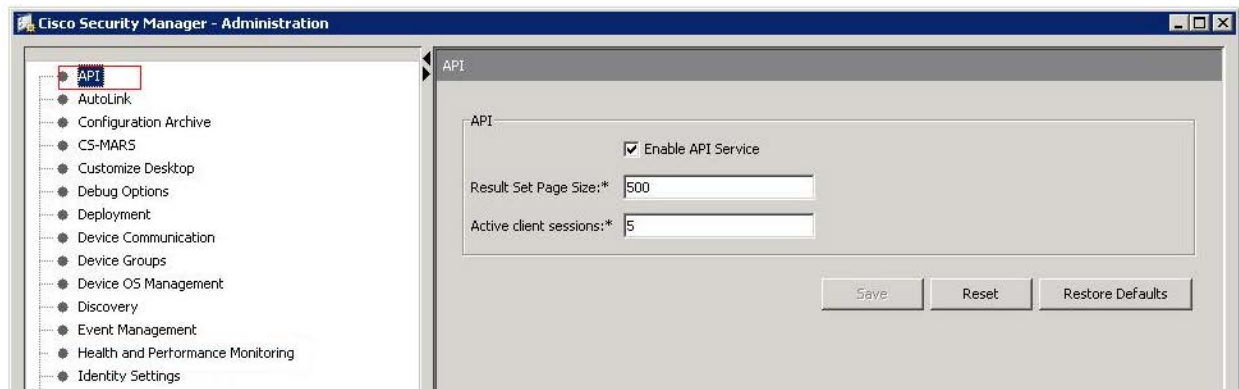 Cisco Security Manager - Administration
API
AutoLink
Configuration Archive
CS-MARS
Customize Desktop
Debug Options
Deployment
Device Communication
Device Groups
Device OS Management
Discovery
Event Management
Health and Performance Monitoring
Identity Settings
API
API
Enable API Service
Result Set Page Size:* 500
Active client sessions:* 5
Save Reset Restore Defaults